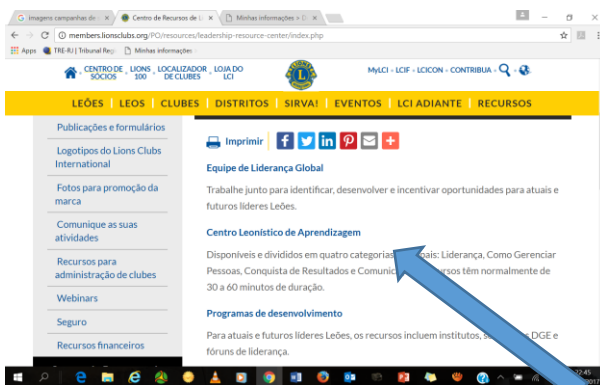 imagens campanhas de
Centro de Recursos de L
Minhas informações > D
members.lionsclubs.org/PO/resources/leadership-resource-center/index.php
Apps TRE-RJ | Tribunal Regi Minhas informações
CENTRO DE SÓCIOS LIONS 100 LOCALIZADOR DE CLUBES LOJA DO LCI
MYLCI - LCIF - LCICON - CONTRIBUA
LEÕES | LEOS | CLUBES | DISTRITOS | SIRVA! | EVENTOS | LCI ADIANTE | RECURSOS
Publicações e formulários
Logotipos do Lions Clubs
International
Fotos para promoção da
marca
Comunique as suas
atividades
Recursos para
administração de clubes
Webinars
Seguro
Recursos financeiros
Imprimir
Equipe de Liderança Global
Trabalhe junto para identificar, desenvolver e incentivar oportunidades para atuais e
futuros líderes Leões.
Centro Leonístico de Aprendizagem
Disponíveis e divididos em quatro categorias pais: Liderança, Como Gerenciar
Pessoas, Conquista de Resultados e Comunic ursos têm normalmente de
30 a 60 minutos de duração.
Programas de desenvolvimento
Para atuais e futuros líderes Leões, os recursos incluem institutos, DGE e
fóruns de liderança.
22:45